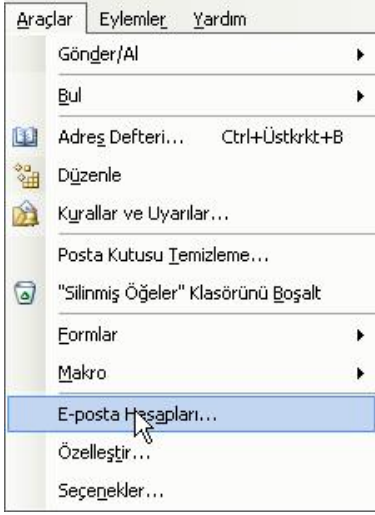 Araçlar Eylemler Yardım
Gönder/Al
Bul
Adres Defteri... Ctrl+Üstkrkt+B
Düzenle
Kurallar ve Uyarılar...
Posta Kutusu Temizleme...
"Silinmiş Öğeler" Klasörünü Boşalt
Formlar
Makro
E-posta Hesapları...
Özelleştir...
Seçenekler...